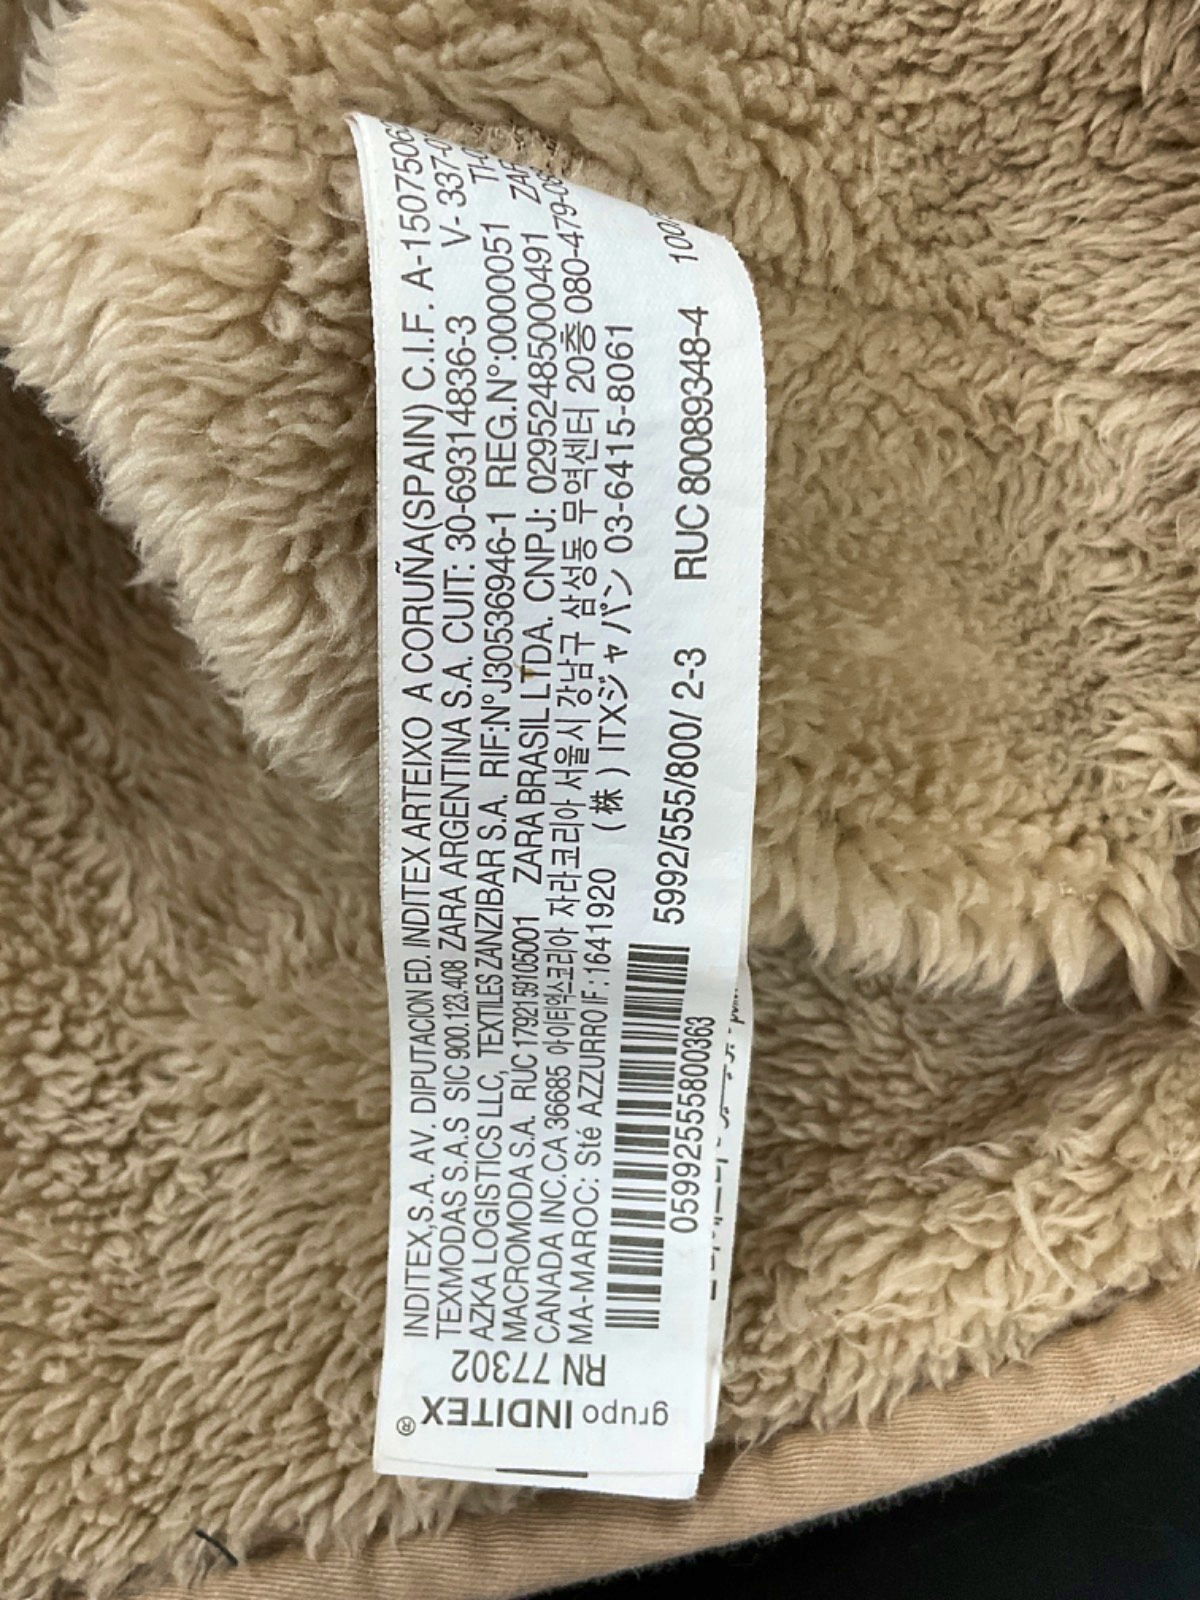 INDITEX,S.A. AV. DIPUTACION ED. INDITEX ARTEIXO A CORUÑA(SPAIN) C.I.F. A-1507506
TEXMODAS S.A.S SIC 900.123.408 ZARA ARGENTINA S.A. CUIT: 30-69314836-3 V- 337-0
AZKA LOGISTICS LLC, TEXTILES ZANZIBAR S.A. RIF:Nº J30536946-1 REG.N°:0000051
MACROMODA S.A. RUC 1792159105001 ZARA BRASIL LTDA. CNPJ: 02952485000491
CANADA INC.CA 36685 아이티엑스코리아 자라코리아 서울시 강남구 삼성동 무역센터 20층 080-479-08
MA-MAROC: Sté AZZURRO IF:1641920 (株) ITXジャパン 03-6415-8061
5992/555/800/ 2-3 RUC 80089348-4 100
05992555800363
RN 77302
grupo INDITEX ®